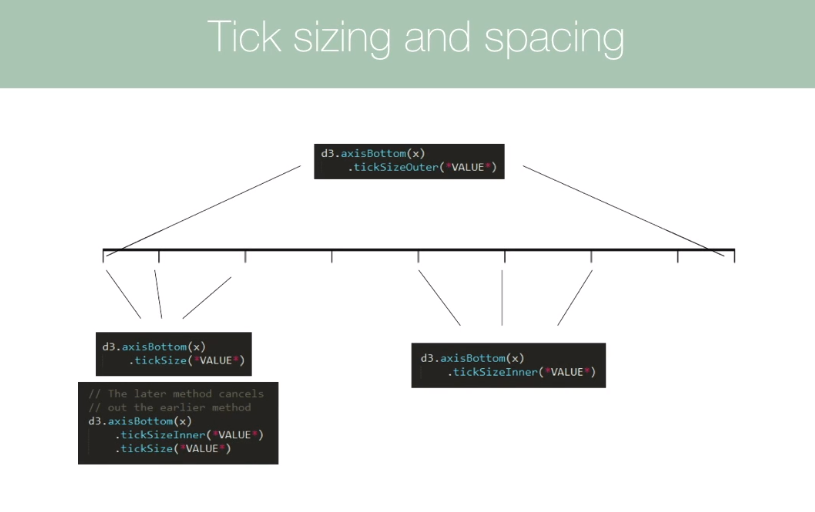 Tick sizing and spacing
d3.axisBottom(x)
.tickSizeOuter(*VALUE*)
d3.axisBottom(x)
.tickSize(*VALUE*)
// The later method cancels
// out the earlier method
d3.axisBottom(x)
.tickSizeInner(*VALUE*)
.tickSize(*VALUE*)
d3.axisBottom(x)
.tickSizeInner(*VALUE*)